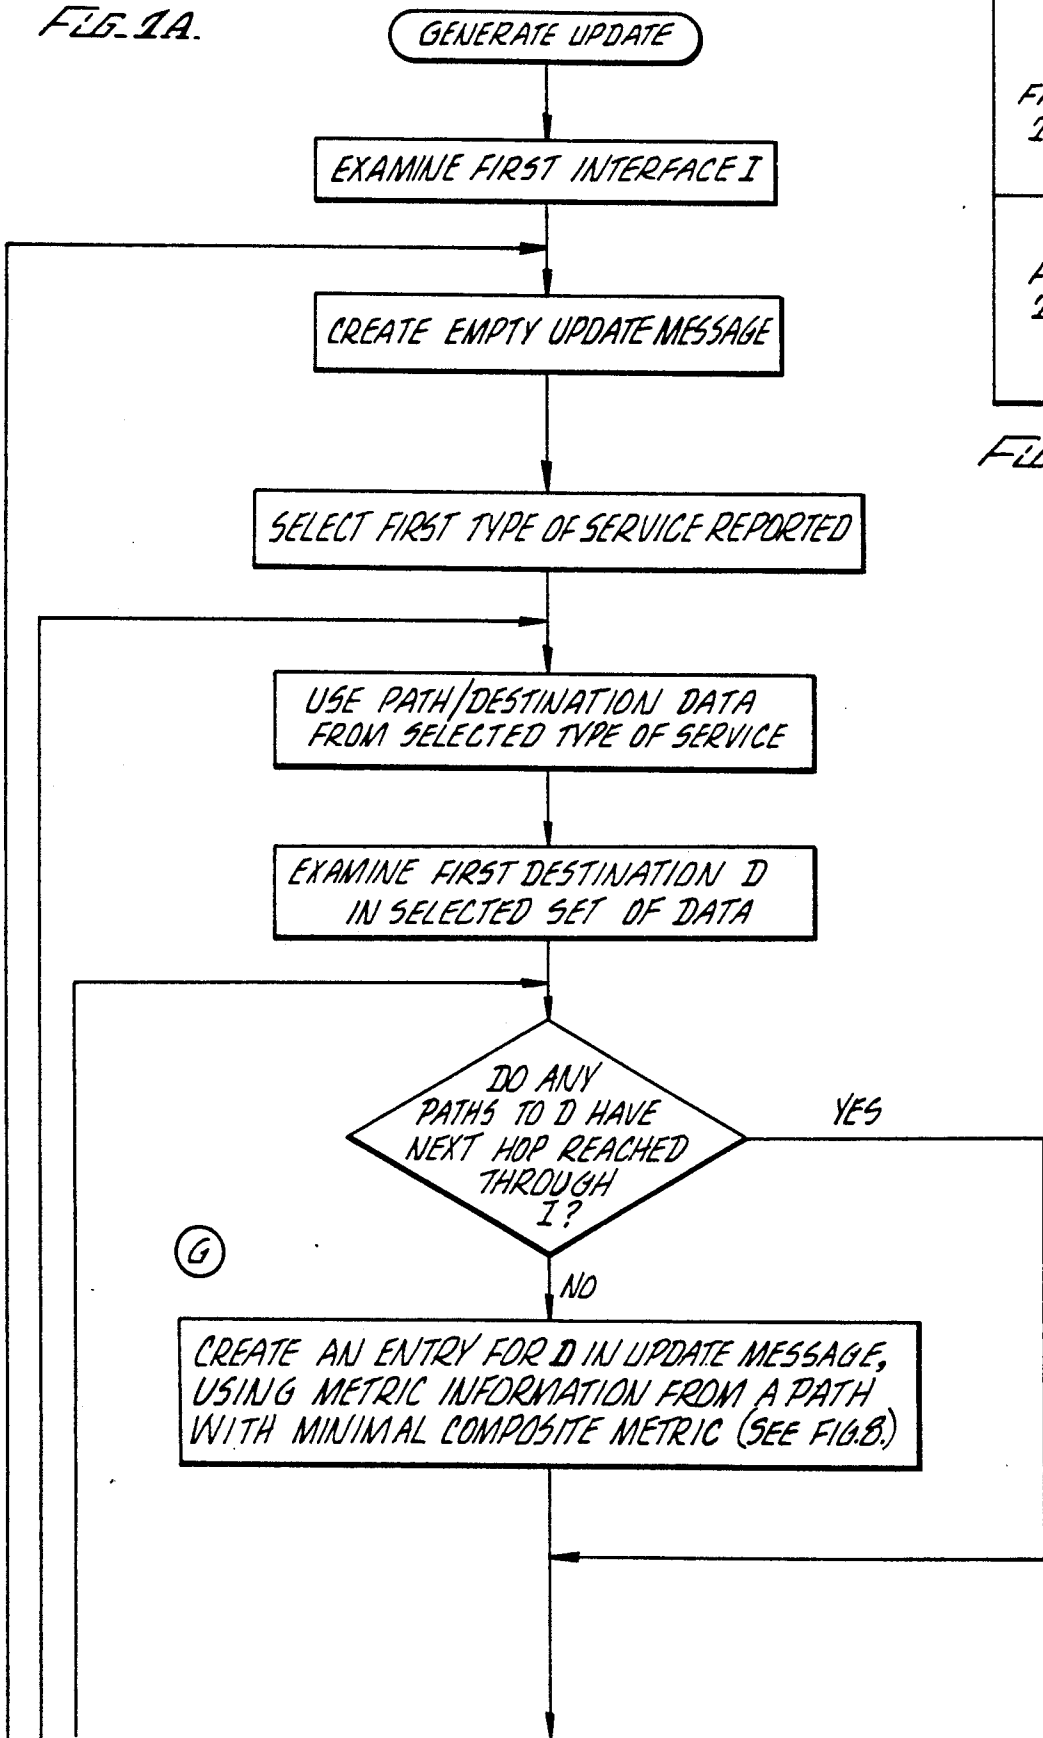 FIG. 1A.
GENERATE UPDATE
EXAMINE FIRST INTERFACE I
CREATE EMPTY UPDATE MESSAGE
SELECT FIRST TYPE OF SERVICE REPORTED
USE PATH/DESTINATION DATA
FROM SELECTED TYPE OF SERVICE
EXAMINE FIRST DESTINATION D
IN SELECTED SET OF DATA
DO ANY
PATHS TO D HAVE
NEXT HOP REACHED
THROUGH
I?
YES
G
NO
CREATE AN ENTRY FOR D IN UPDATE MESSAGE,
USING METRIC INFORMATION FROM A PATH
WITH MINIMAL COMPOSITE METRIC (SEE FIG.8.)